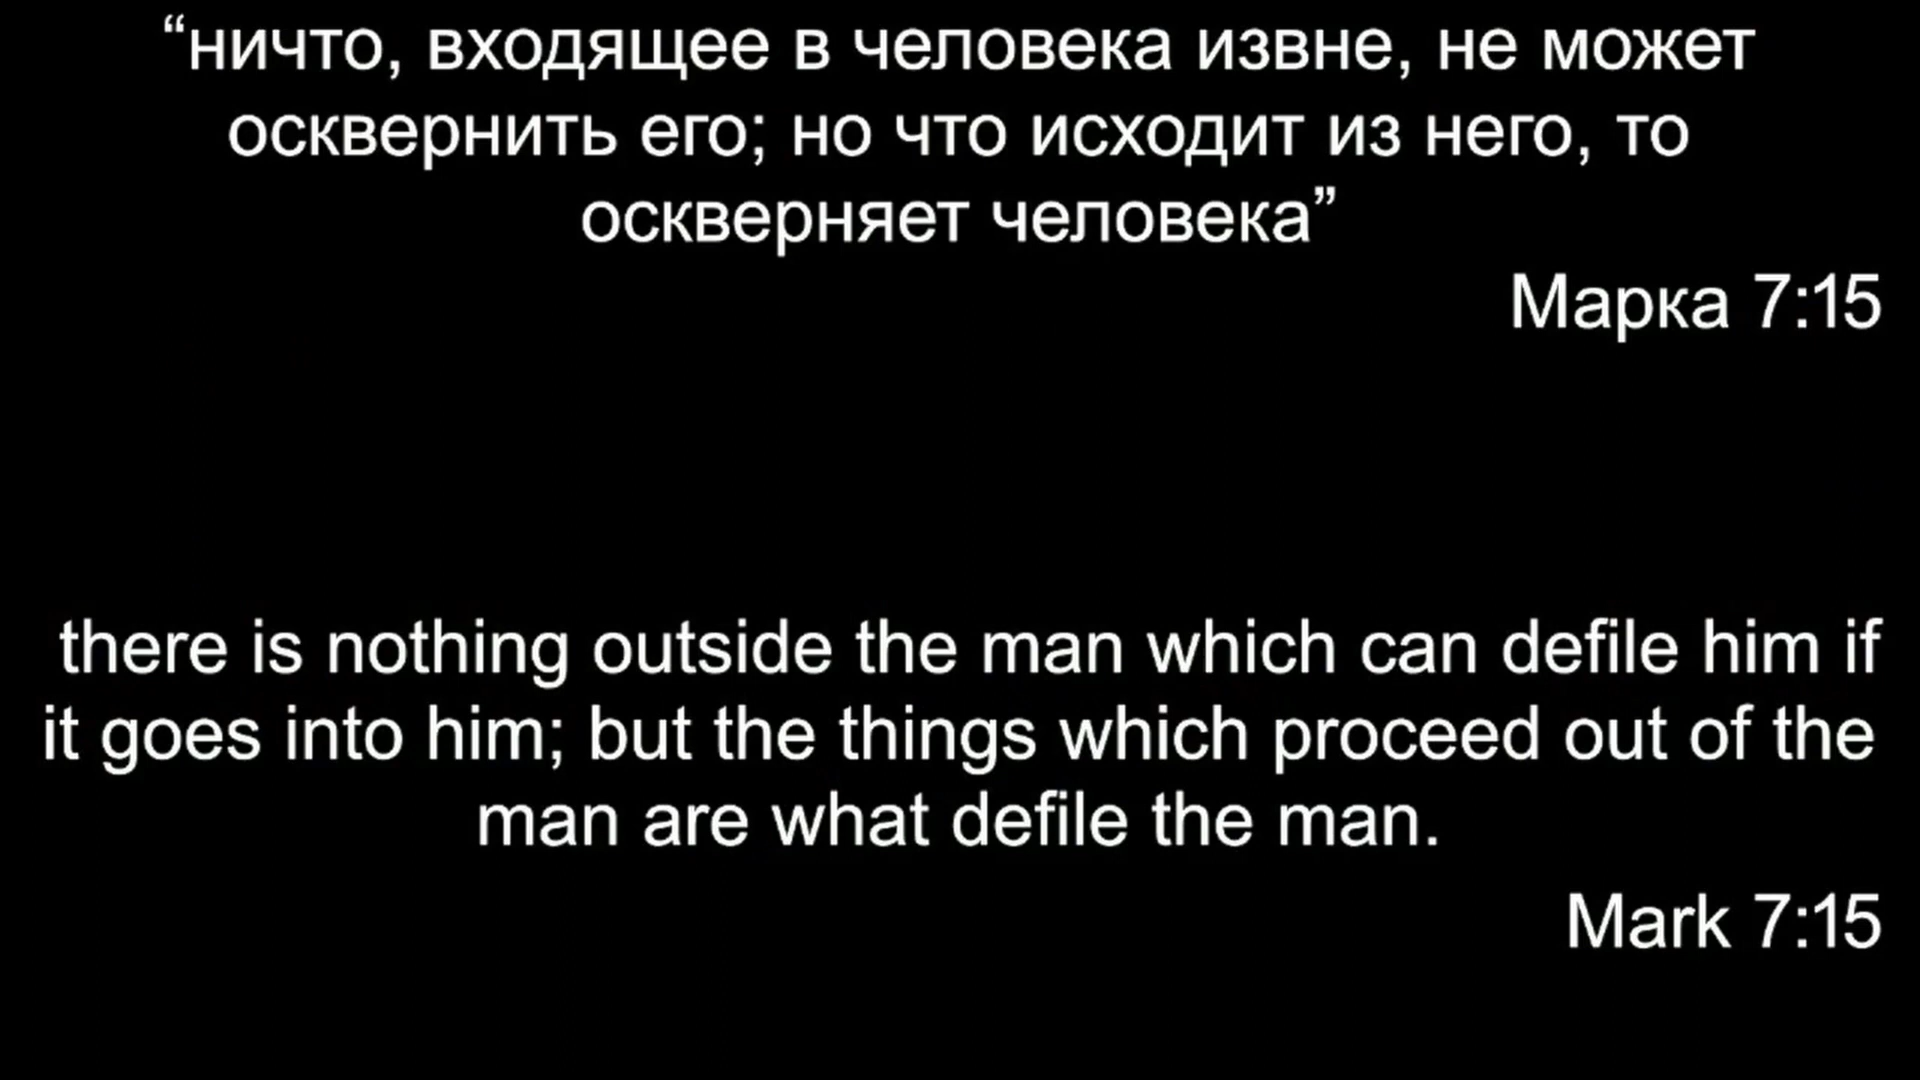 “ничто, входящее в человека извне, не может
осквернить его; но что исходит из него, то
оскверняет человека”
Марка 7:15
there is nothing outside the man which can defile him if
it goes into him; but the things which proceed out of the
man are what defile the man.
Mark 7:15